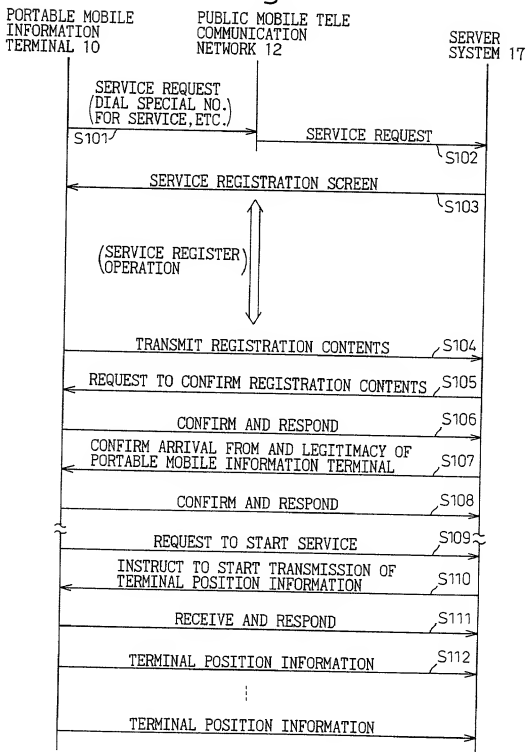 PORTABLE MOBILE
INFORMATION
TERMINAL 10
PUBLIC MOBILE TELE
COMMUNICATION
NETWORK 12
SERVER
SYSTEM 17
SERVICE REQUEST
(DIAL SPECIAL NO.
FOR SERVICE, ETC.)
S101
SERVICE REQUEST
S102
SERVICE REGISTRATION SCREEN
S103
(SERVICE REGISTER
OPERATION)
TRANSMIT REGISTRATION CONTENTS
S104
REQUEST TO CONFIRM REGISTRATION CONTENTS
S105
CONFIRM AND RESPOND
S106
CONFIRM ARRIVAL FROM AND LEGITIMACY OF
PORTABLE MOBILE INFORMATION TERMINAL
S107
CONFIRM AND RESPOND
S108
REQUEST TO START SERVICE
S109
INSTRUCT TO START TRANSMISSION OF
TERMINAL POSITION INFORMATION
S110
RECEIVE AND RESPOND
S111
TERMINAL POSITION INFORMATION
S112
TERMINAL POSITION INFORMATION